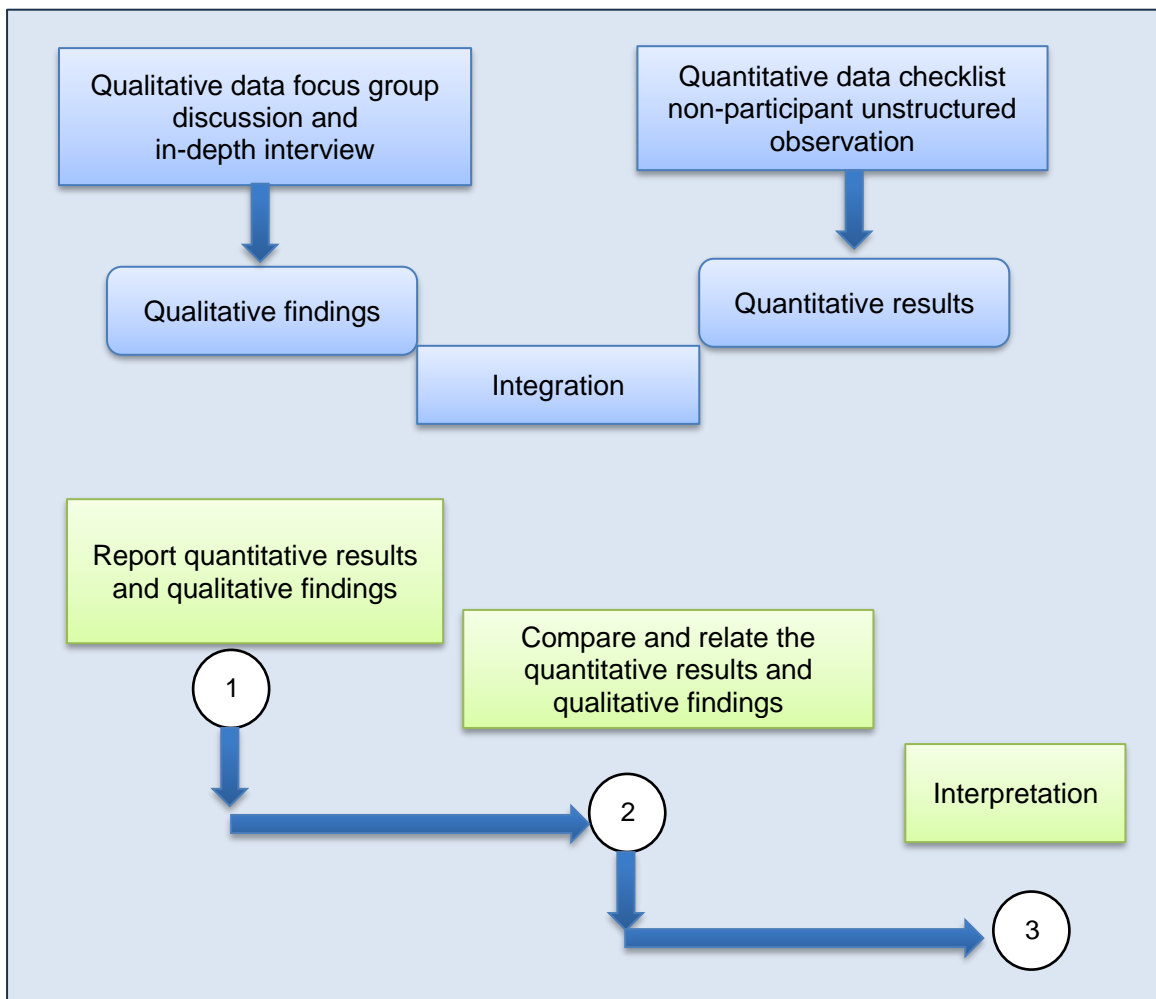 Qualitative data focus group
discussion and
in-depth interview
Quantitative data checklist
non-participant unstructured
observation
Qualitative findings
Quantitative results
Integration
Report quantitative results
and qualitative findings
Compare and relate the
quantitative results and
qualitative findings
1
Interpretation
2
3